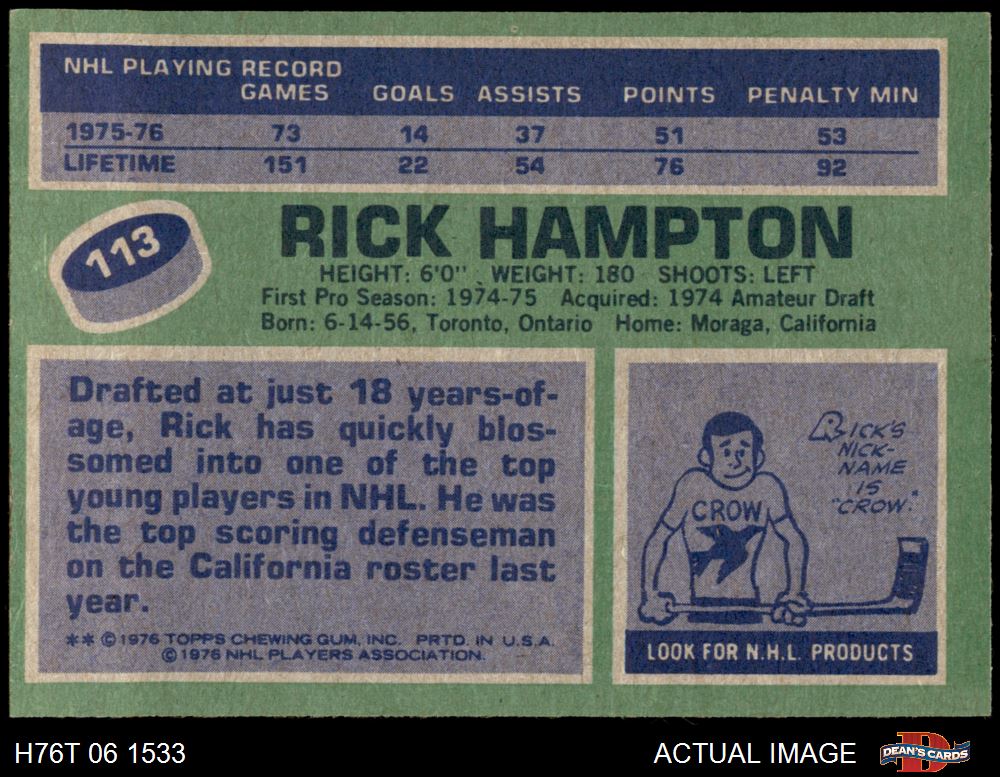 NHL PLAYING RECORD
GAMES GOALS ASSISTS POINTS PENALTY MIN
1975-76 73 14 37 51 53
LIFETIME 151 22 54 76 92
113
RICK HAMPTON
HEIGHT: 6'0" WEIGHT: 180 SHOOTS: LEFT
First Pro Season: 1974-75 Acquired: 1974 Amateur Draft
Born: 6-14-56, Toronto, Ontario Home: Moraga, California
Drafted at just 18 years-of-
age, Rick has quickly blos-
somed into one of the top
young players in NHL. He was
the top scoring defenseman
on the California roster last
year.
** © 1976 TOPPS CHEWING GUM, INC. PRTD. IN U.S.A.
© 1976 NHL PLAYERS ASSOCIATION.
RICK'S
NICK-
NAME
IS
"CROW."
CROW
LOOK FOR N.H.L. PRODUCTS
H76T 06 1533
ACTUAL IMAGE
D
DEAN'S CARDS